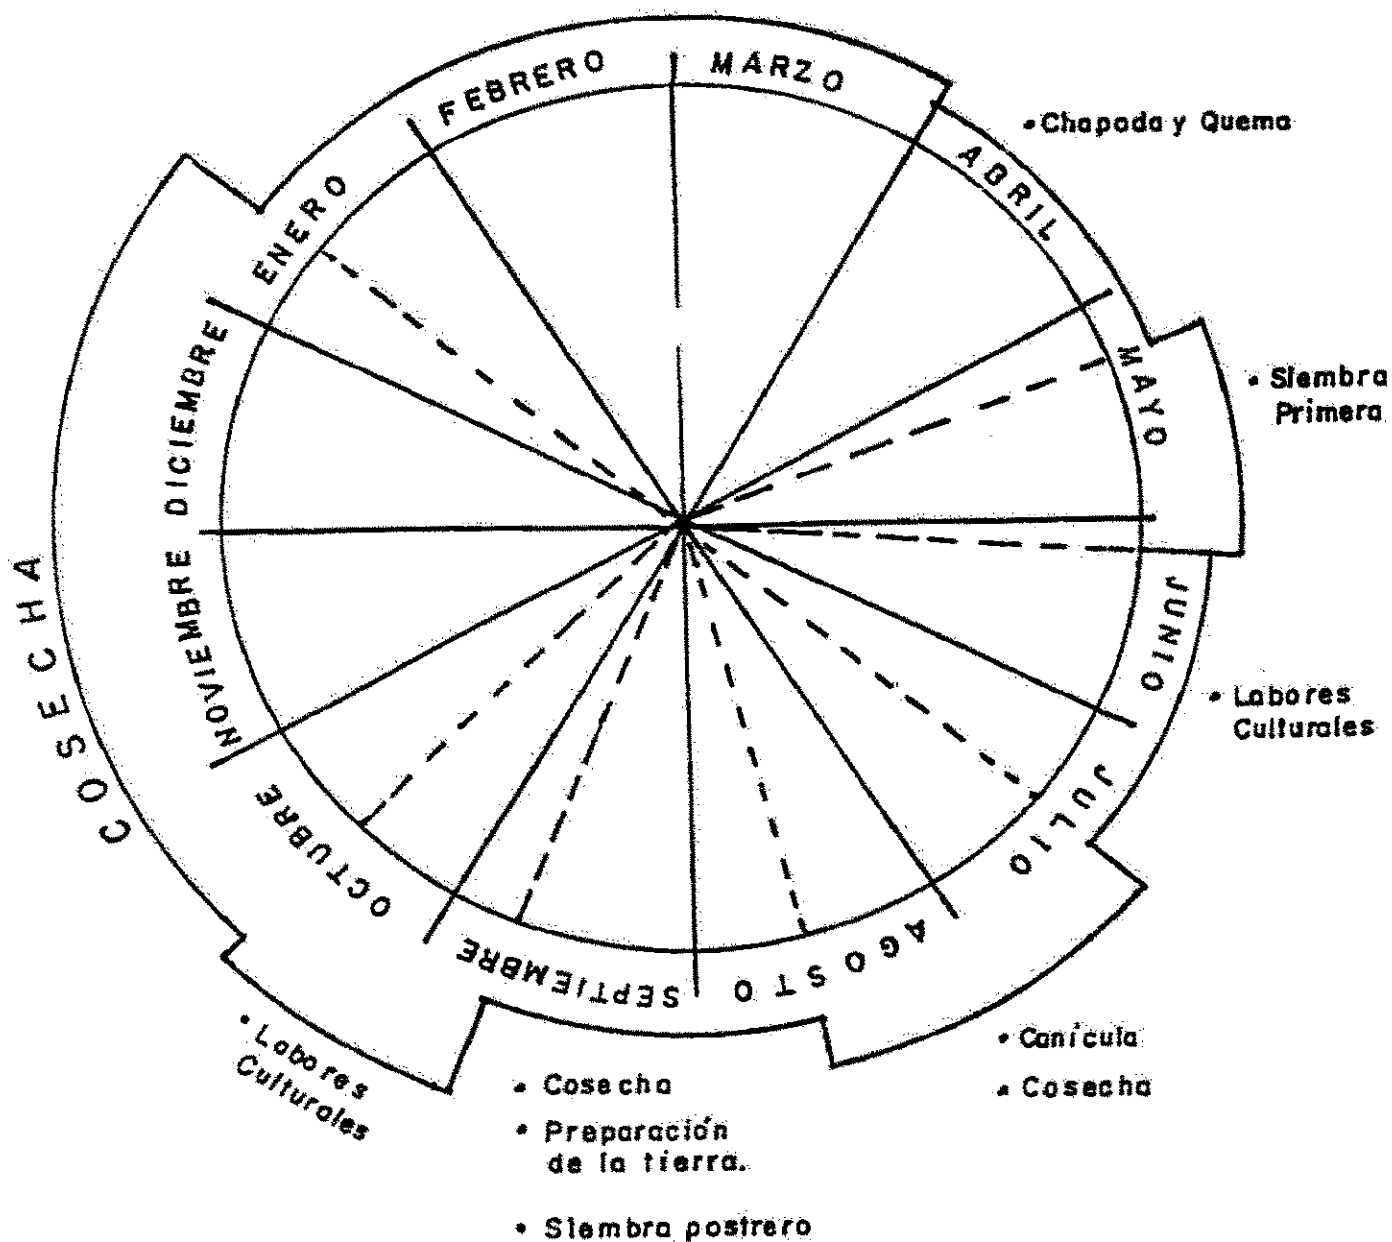 FEBRERO
MARZO
• Chapada y Quema
ABRIL
ENERO
MAYO
• Siembra
Primera
DICIEMBRE
NOVIEMBRE
JUNIO
COSECHA
• Labores
Culturales
JULIO
OCTUBRE
AGOSTO
SEPTIEMBRE
• Labores
Culturales
• Canícula
• Cosecha
• Cosecha
• Preparación
de la tierra.
• Siembra postrero